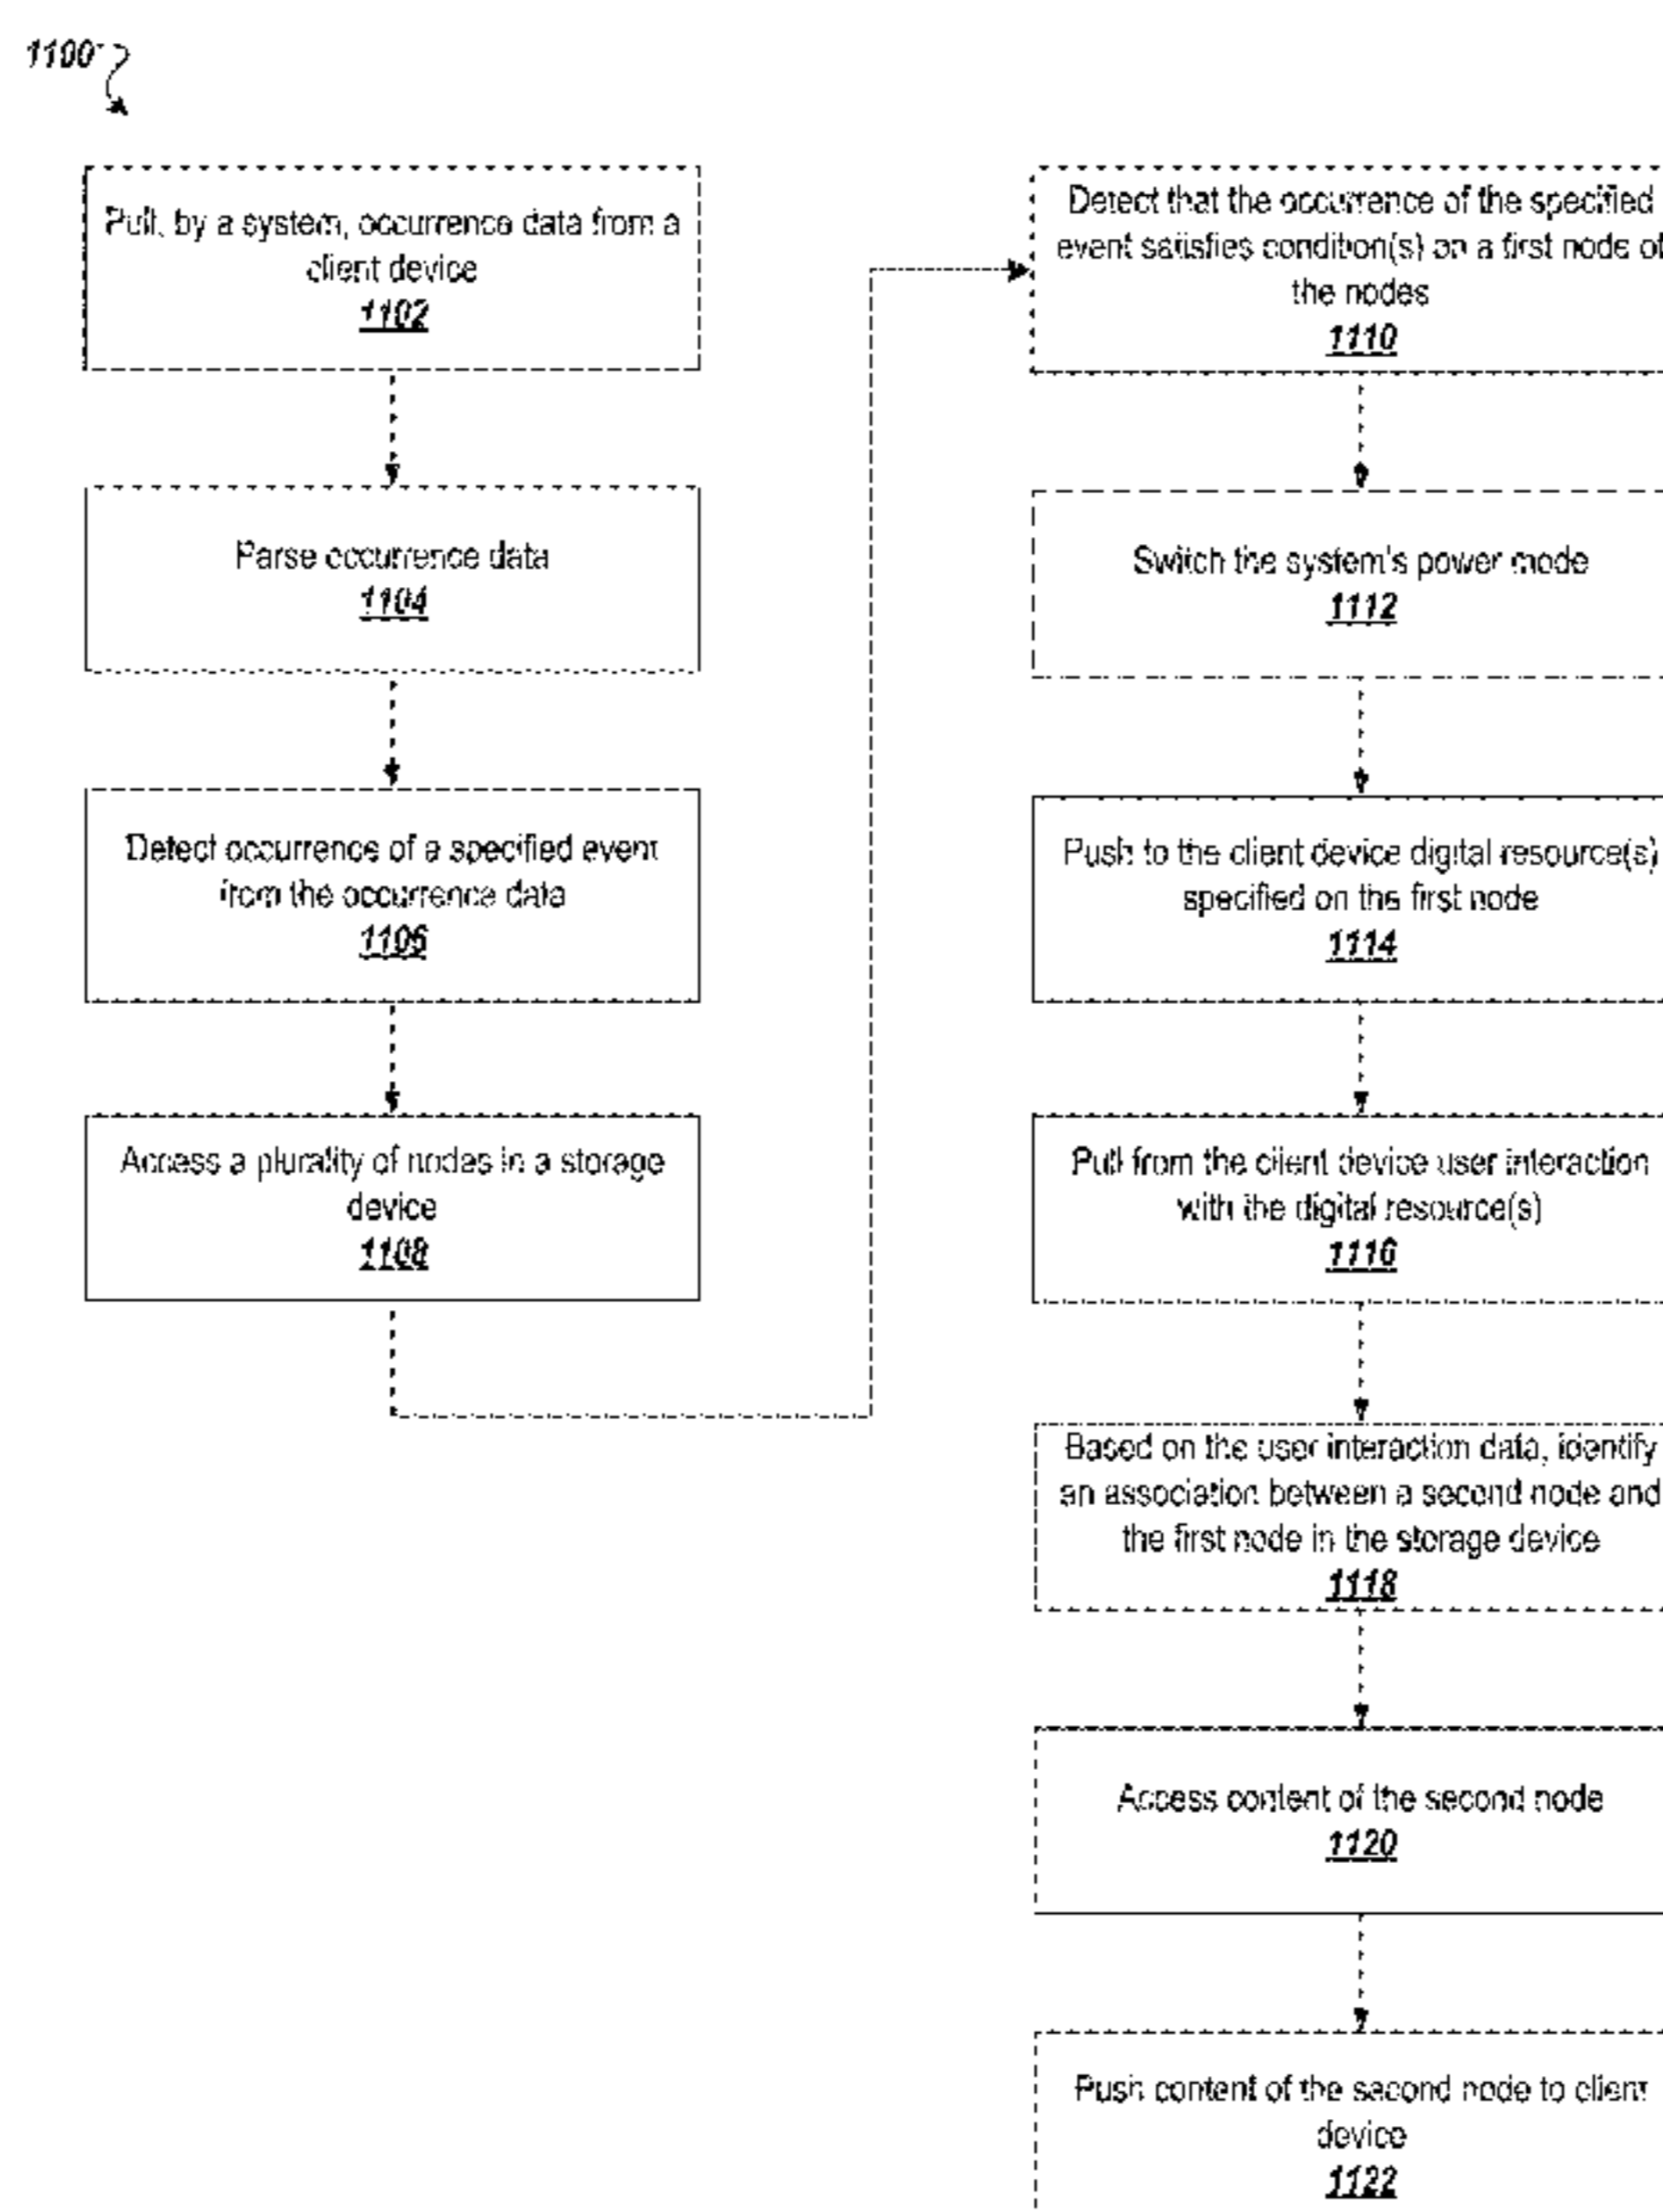 1100
Pull, by a system, occurrence data from a
client device
1102
Parse occurrence data
1104
Detect occurrence of a specified event
from the occurrence data
1106
Access a plurality of nodes in a storage
device
1108
Detect that the occurrence of the specified
event satisfies condition(s) on a first node of
the nodes
1110
Switch the system's power mode
1112
Push to the client device digital resource(s)
specified on the first node
1114
Pull from the client device user interaction
with the digital resource(s)
1116
Based on the user interaction data, identify
an association between a second node and
the first node in the storage device
1118
Access content of the second node
1120
Push content of the second node to client
device
1122